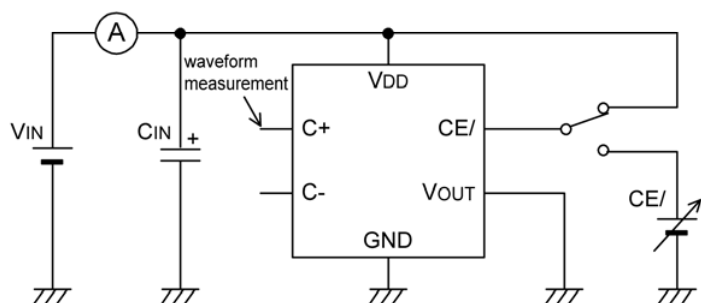 A
waveform
measurement
VDD
VIN
CIN
+
C+
CE/
C-
VOUT
CE/
GND